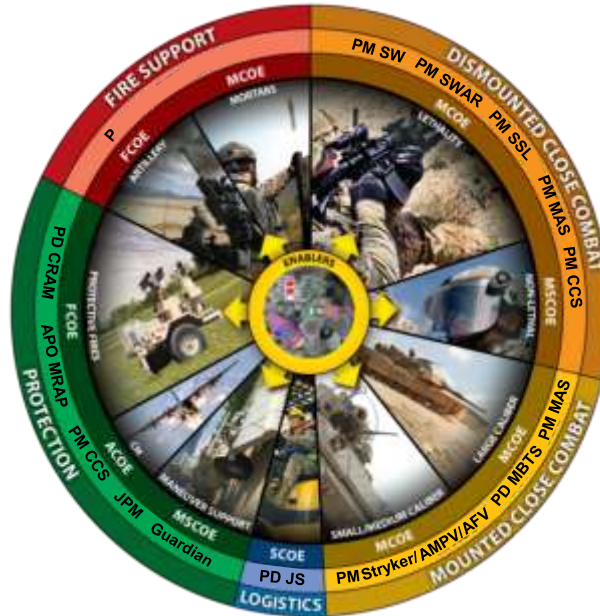 FIRE SUPPORT
P
MCOE
MORTARS
FCOE
ARTILLERY
DISMOUNTED CLOSE COMBAT
PM SW
PM SWAR
PM SSL
PM MAS
PM CCS
MCOE
LETHALITY
MSCOE
NON-LETHAL
MOUNTED CLOSE COMBAT
PM MAS
PD MBTS
PM Stryker/AMPV/AFV
MCOE
LARGE CALIBER
MCOE
SMALL/MEDIUM CALIBER
LOGISTICS
PD JS
SCOE
PROTECTION
PD CRAM
APO MRAP
PM CCS
JPM
Guardian
FCOE
PROTECTIVE FIRES
ACOE
MSCOE
MANEUVER SUPPORT
ENABLERS